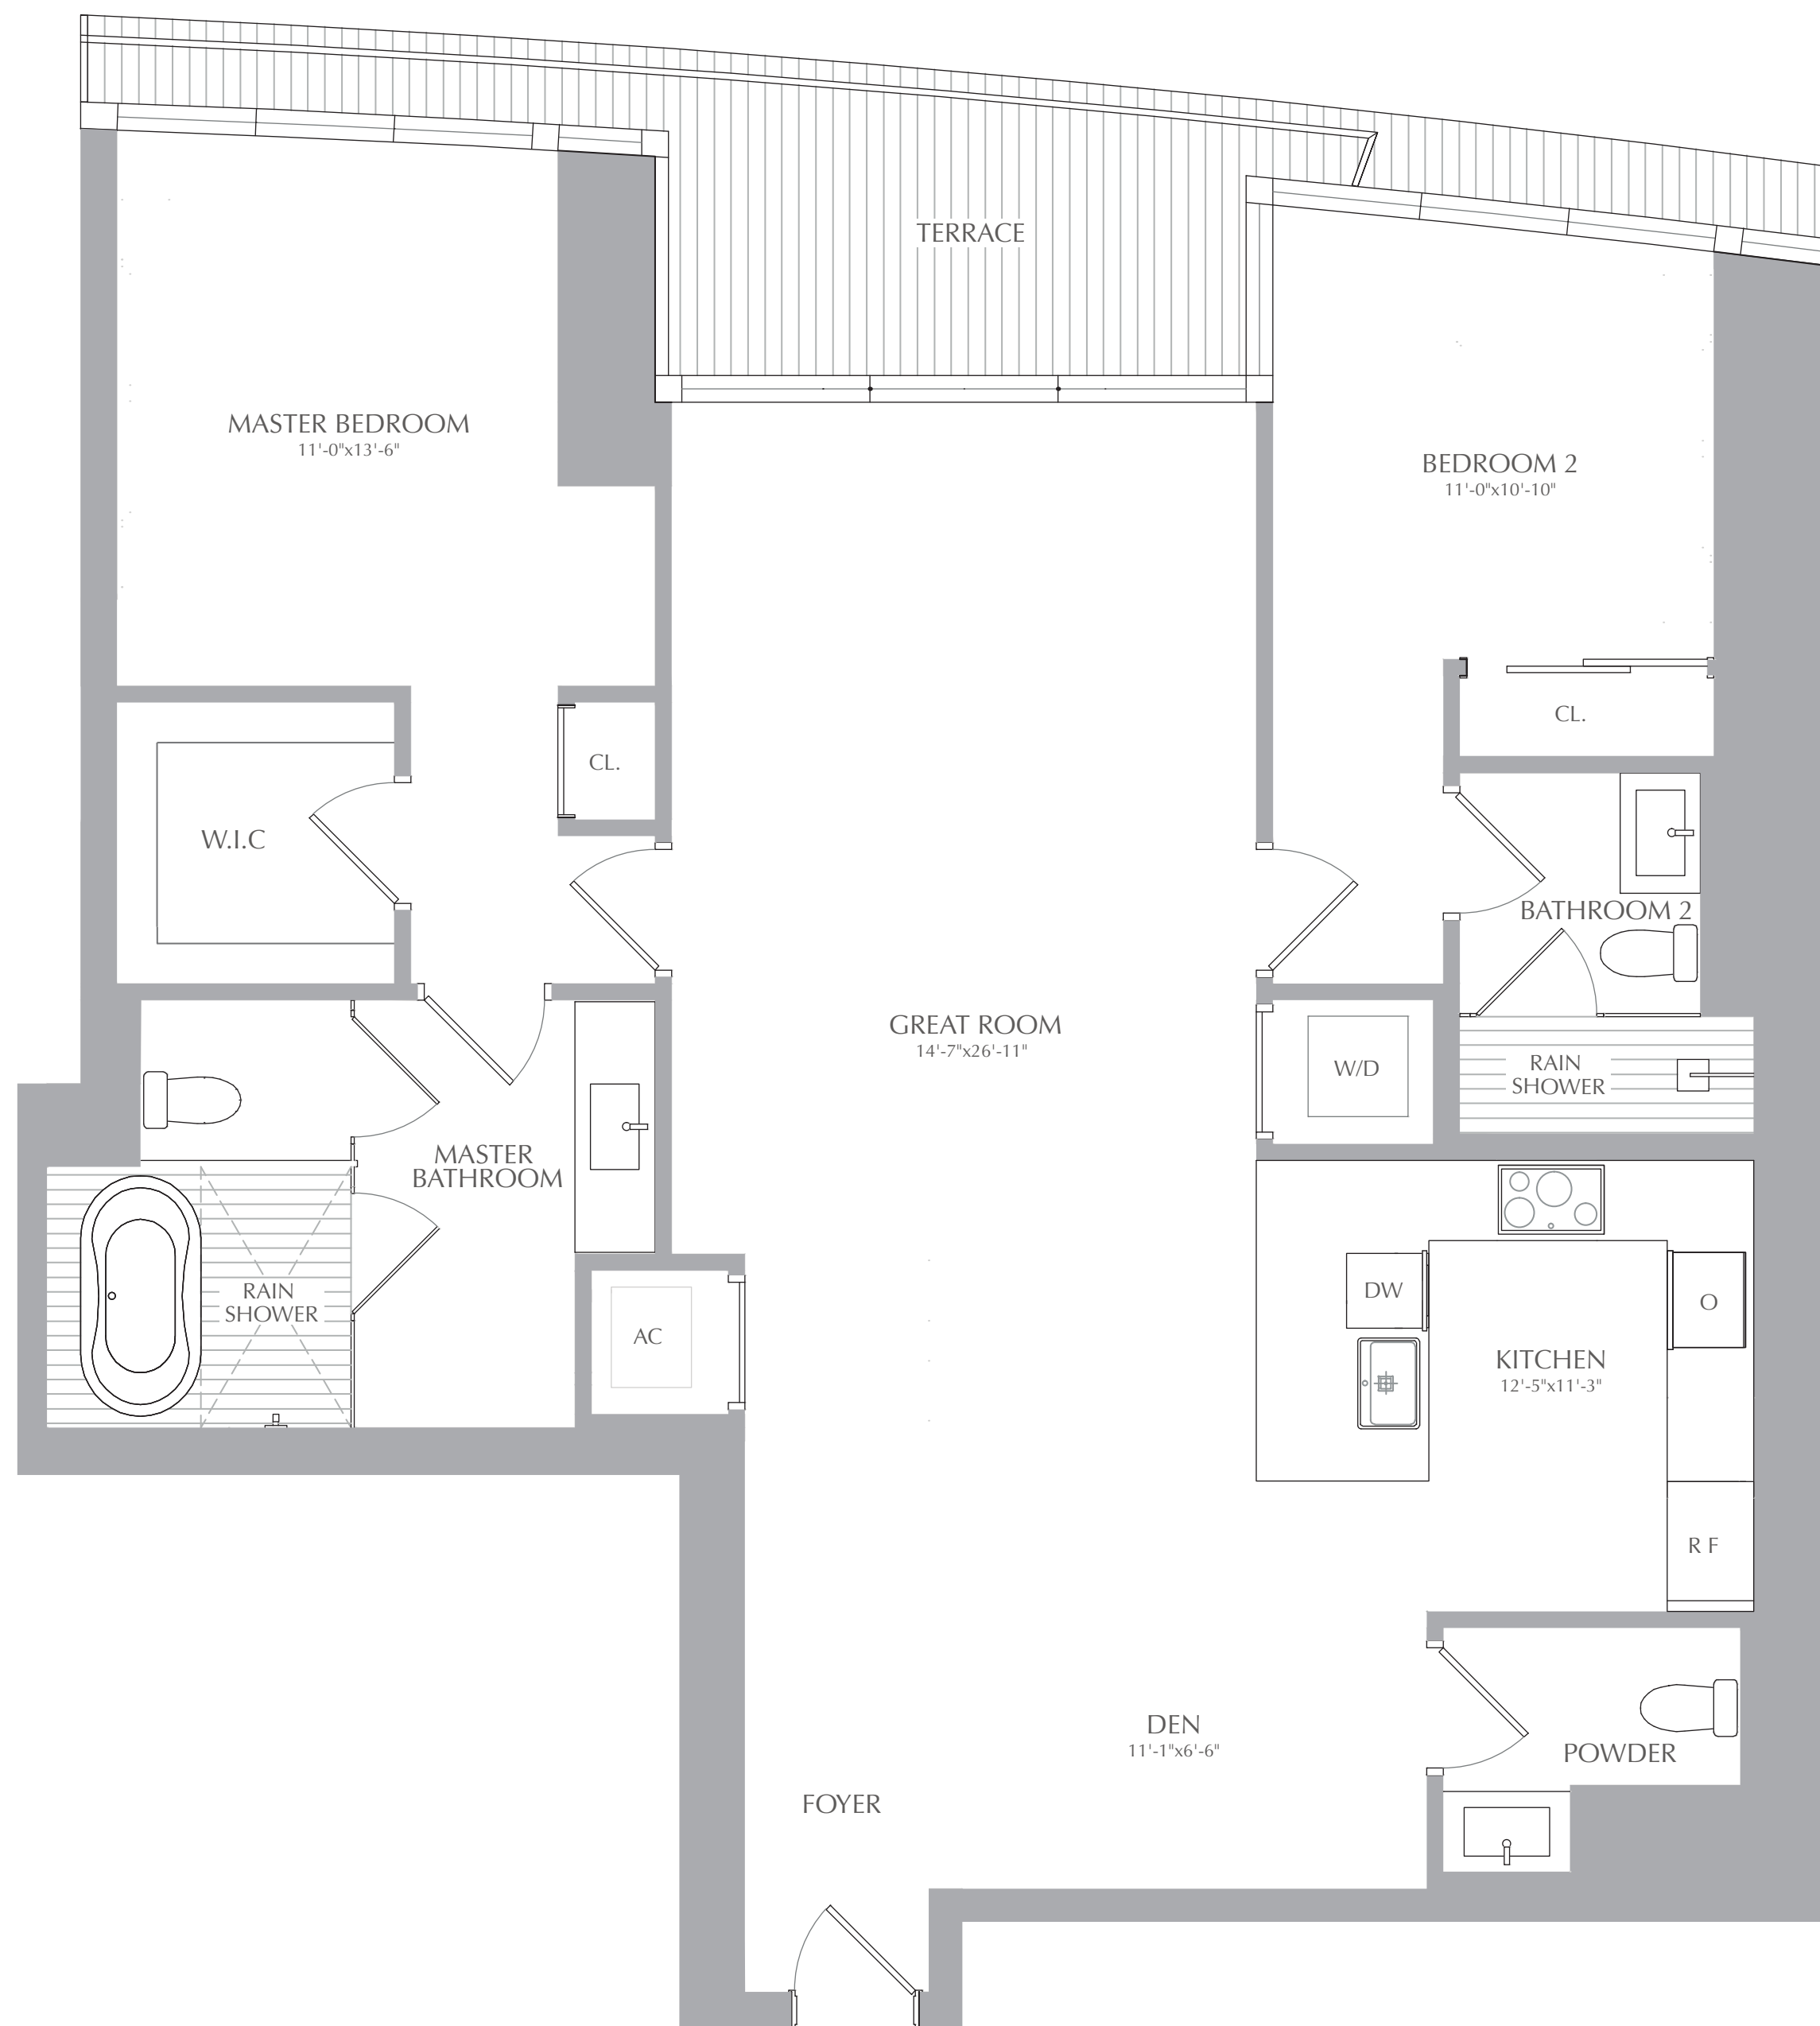 TERRACE
MASTER BEDROOM
11'-0"x13'-6"
BEDROOM 2
11'-0"x10'-10"
CL.
CL.
W.I.C
BATHROOM 2
GREAT ROOM
14'-7"x26'-11"
W/D
RAIN
SHOWER
MASTER
BATHROOM
RAIN
SHOWER
DW
O
AC
KITCHEN
12'-5"x11'-3"
R F
DEN
11'-1"x6'-6"
POWDER
FOYER